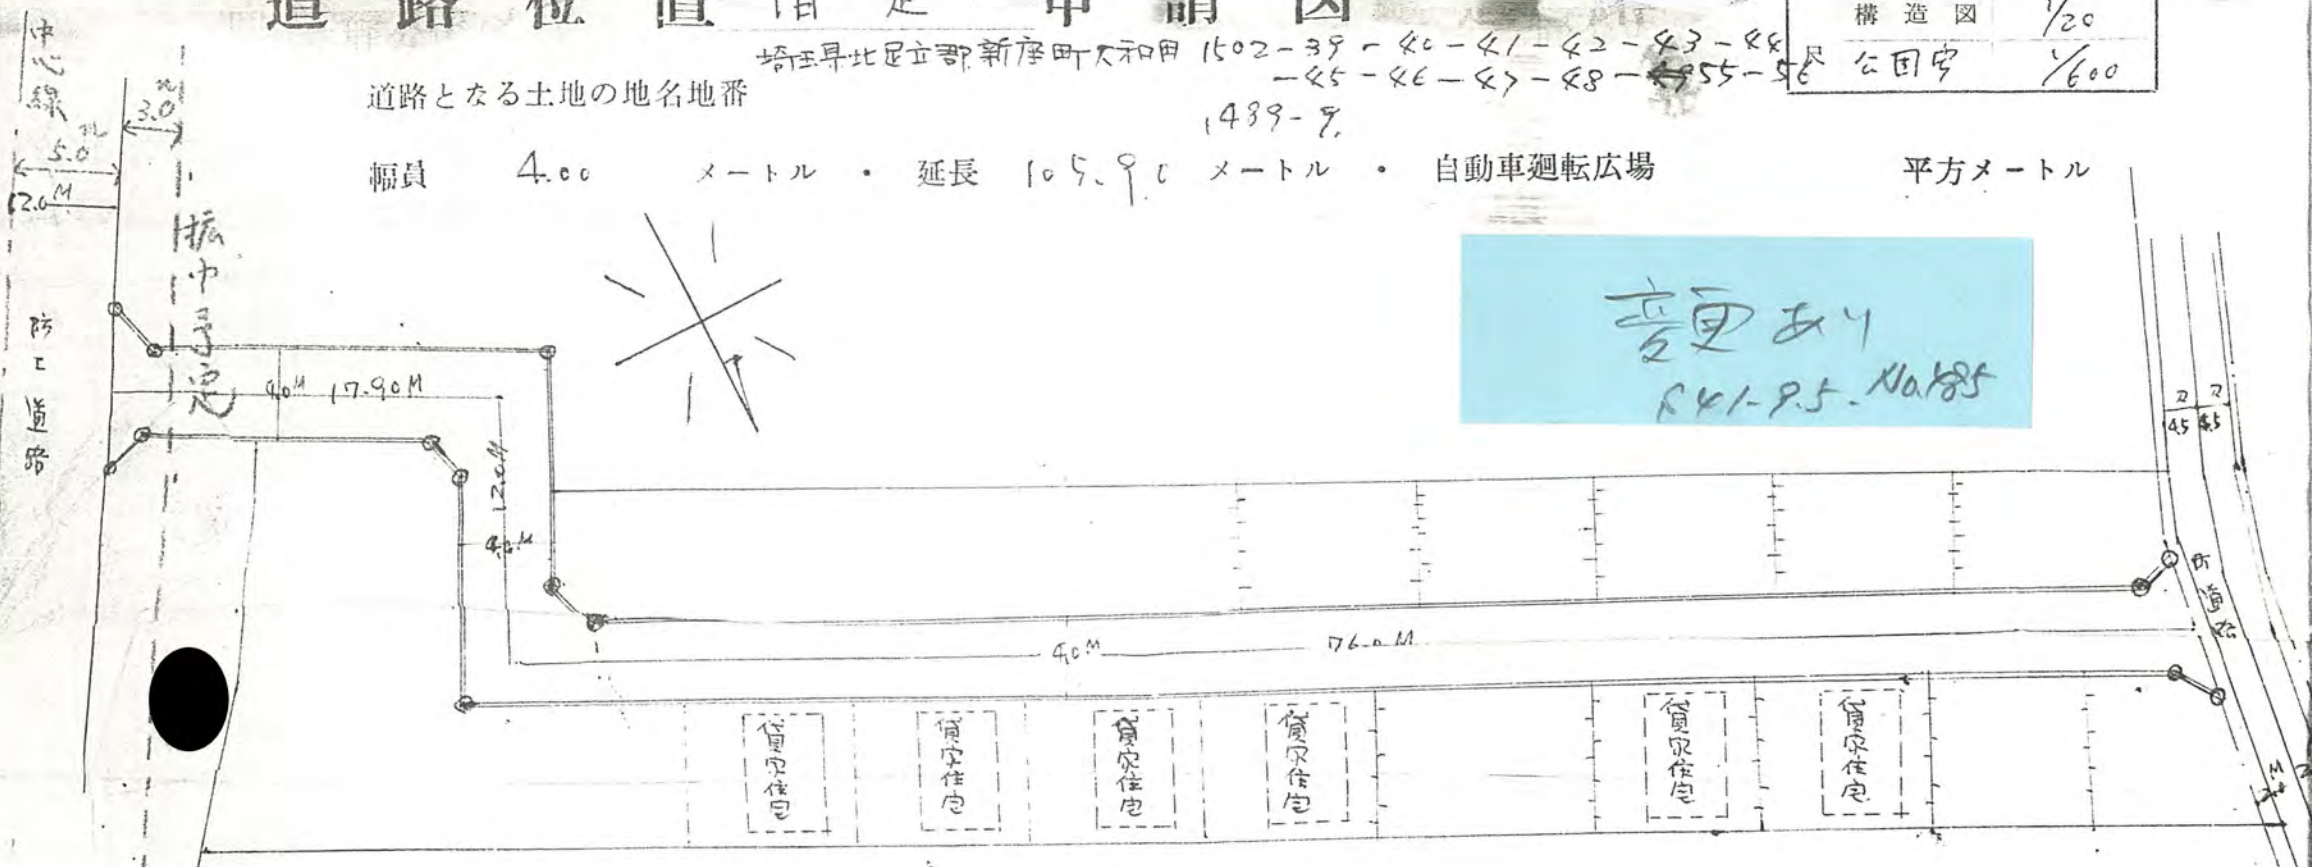 道路位置指定申請図
構造図 1/20
公図写 1/600
埼玉県北足立郡新座町大和田 1502-39-40-41-42-43-44
道路となる土地の地名地番
-45-46-47-48-55-56
1439-9.
幅員 4.00 メートル ・ 延長 105.90 メートル ・ 自動車廻転広場 平方メートル
中心線
3.0
5.0
2.0M
拡巾予定
防工道路
変更あり
S41-9.5. No.485
4.0M 17.90M
12.0M
4.0M
4.0M 76.0M
4.5 4.5
町道路
貸家住宅
貸家住宅
貸家住宅
貸家住宅
貸家住宅
貸家住宅